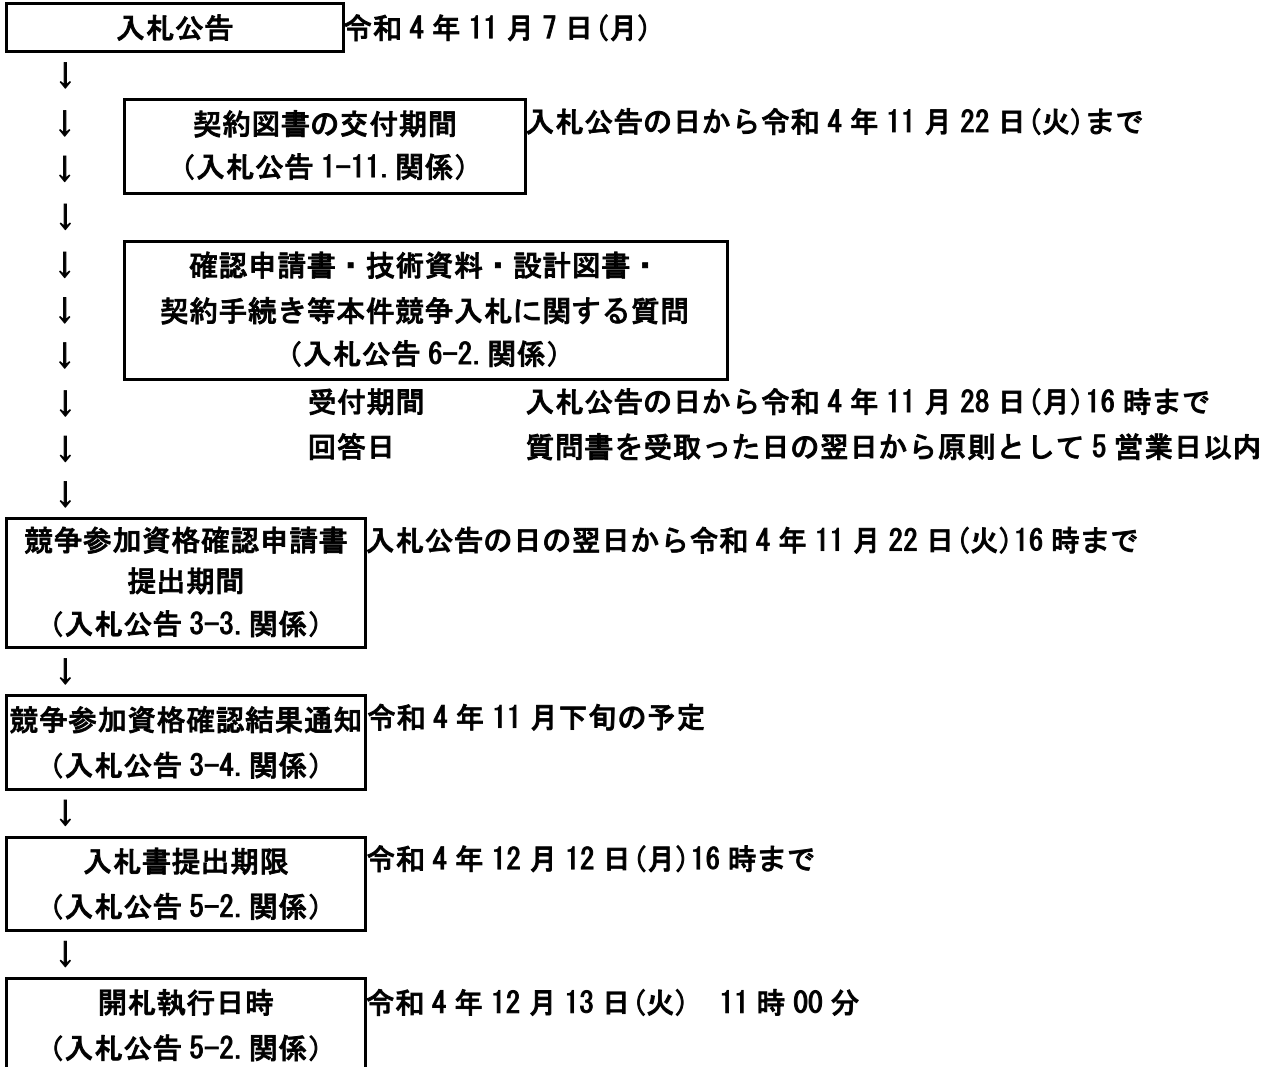 入札公告 令和4年11月7日(月)
↓
↓ 契約図書の交付期間 入札公告の日から令和4年11月22日(火)まで
↓ (入札公告1-11.関係)
↓
↓ 確認申請書・技術資料・設計図書・
↓ 契約手続き等本件競争入札に関する質問
↓ (入札公告6-2.関係)
↓ 受付期間 入札公告の日から令和4年11月28日(月)16時まで
↓ 回答日 質問書を受取った日の翌日から原則として5営業日以内
↓
競争参加資格確認申請書 入札公告の日の翌日から令和4年11月22日(火)16時まで
提出期間
(入札公告3-3.関係)
↓
競争参加資格確認結果通知 令和4年11月下旬の予定
(入札公告3-4.関係)
↓
入札書提出期限 令和4年12月12日(月)16時まで
(入札公告5-2.関係)
↓
開札執行日時 令和4年12月13日(火) 11時00分
(入札公告5-2.関係)